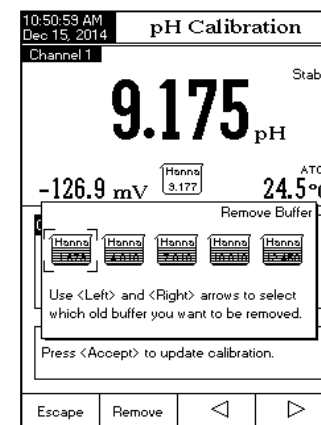 10:50:59 AM
Dec 15, 2014
pH Calibration
Channel 1
Stab
9.175 pH
-126.9 mV
Hanna
9.177
ATC
24.5°C
Remove Buffer
Hanna Hanna Hanna Hanna Hanna
Use <Left> and <Right> arrows to select
which old buffer you want to be removed.
Press <Accept> to update calibration.
Escape Remove